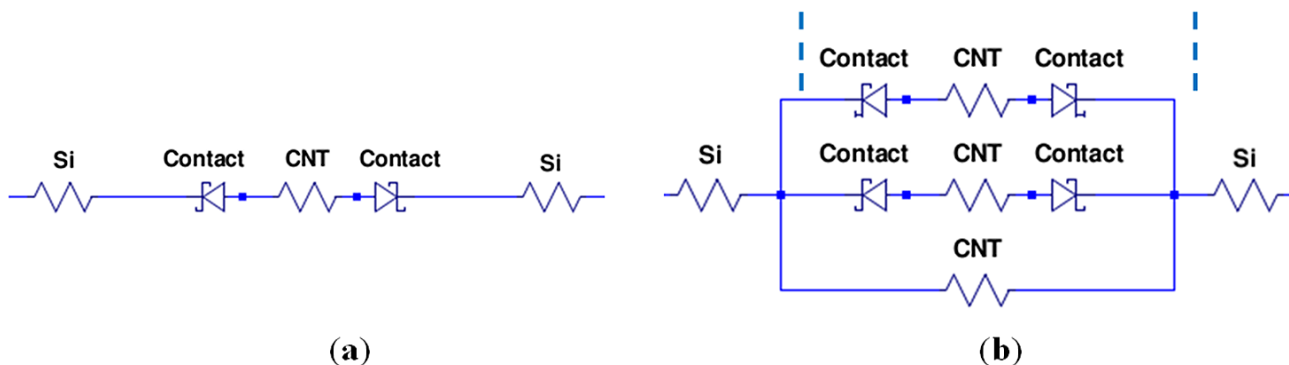 Si Contact CNT Contact Si
(a)
Contact CNT Contact
Si Contact CNT Contact Si
CNT
(b)